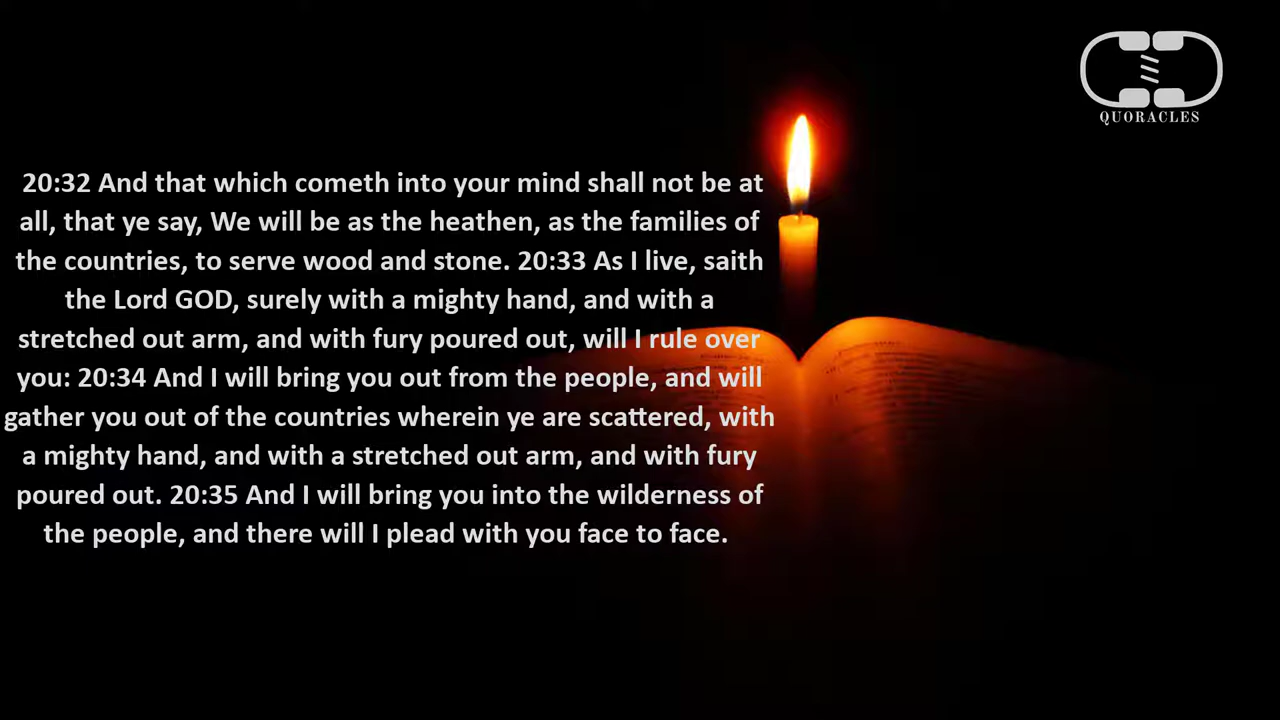 QUORACLES
20:32 And that which cometh into your mind shall not be at
all, that ye say, We will be as the heathen, as the families of
the countries, to serve wood and stone. 20:33 As I live, saith
the Lord GOD, surely with a mighty hand, and with a
stretched out arm, and with fury poured out, will I rule over
you: 20:34 And I will bring you out from the people, and will
gather you out of the countries wherein ye are scattered, with
a mighty hand, and with a stretched out arm, and with fury
poured out. 20:35 And I will bring you into the wilderness of
the people, and there will I plead with you face to face.